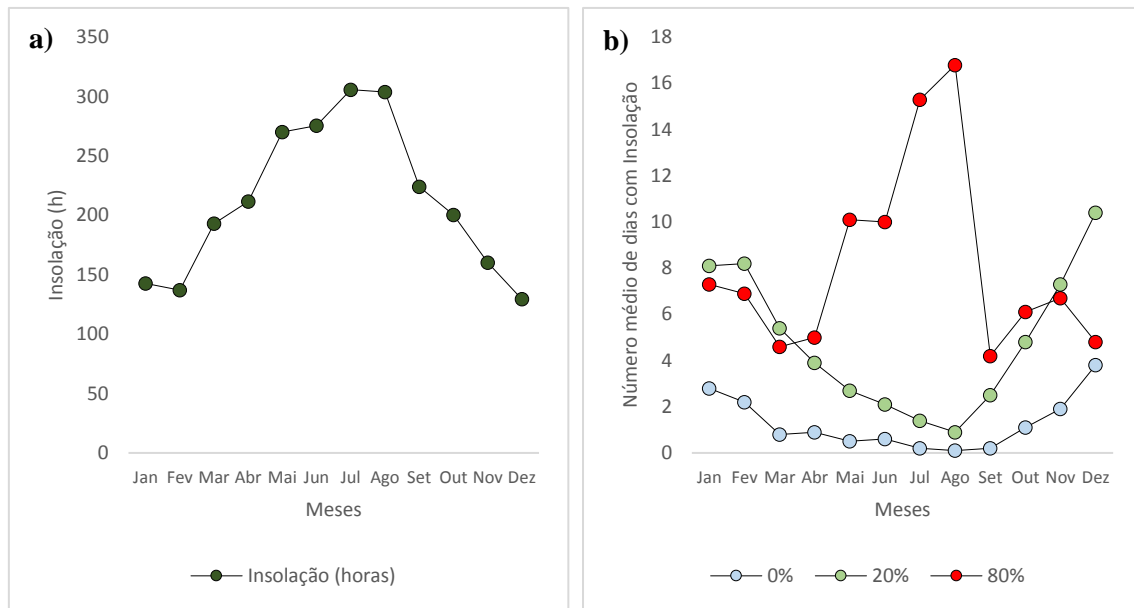 a)
350
300
250
200
150
100
50
0
Insolação (h)
Jan Fev Mar Abr Mai Jun Jul Ago Set Out Nov Dez
Meses
Insolação (horas)
b)
18
16
14
12
10
8
6
4
2
0
Número médio de dias com Insolação
Jan Fev Mar Abr Mai Jun Jul Ago Set Out Nov Dez
Meses
0% 20% 80%